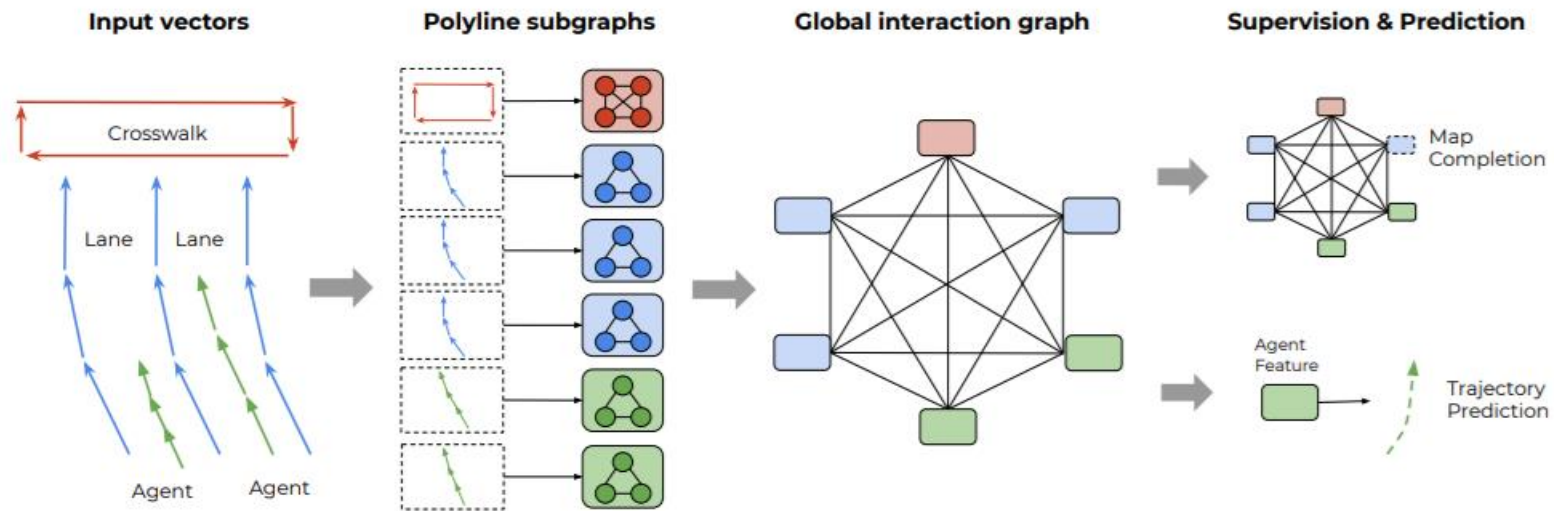 Input vectors
Polyline subgraphs
Global interaction graph
Supervision & Prediction
Crosswalk
Lane
Lane
Agent
Agent
Map
Completion
Agent
Feature
Trajectory
Prediction